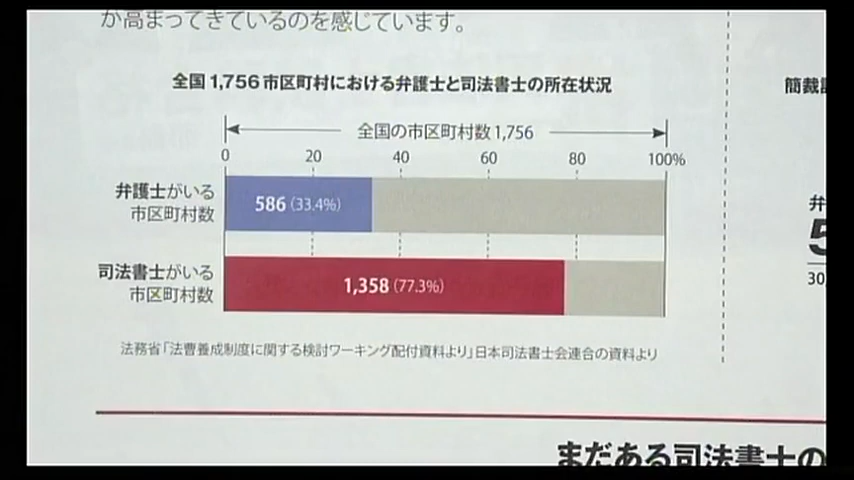 が高まってきているのを感じています。
全国1,756市区町村における弁護士と司法書士の所在状況
簡裁
全国の市区町村数1,756
0 20 40 60 80 100%
弁護士がいる
市区町村数
586 (33.4%)
弁
5
30,
司法書士がいる
市区町村数
1,358 (77.3%)
法務省「法曹養成制度に関する検討ワーキング配付資料より」日本司法書士会連合の資料より
まだある司法書士の